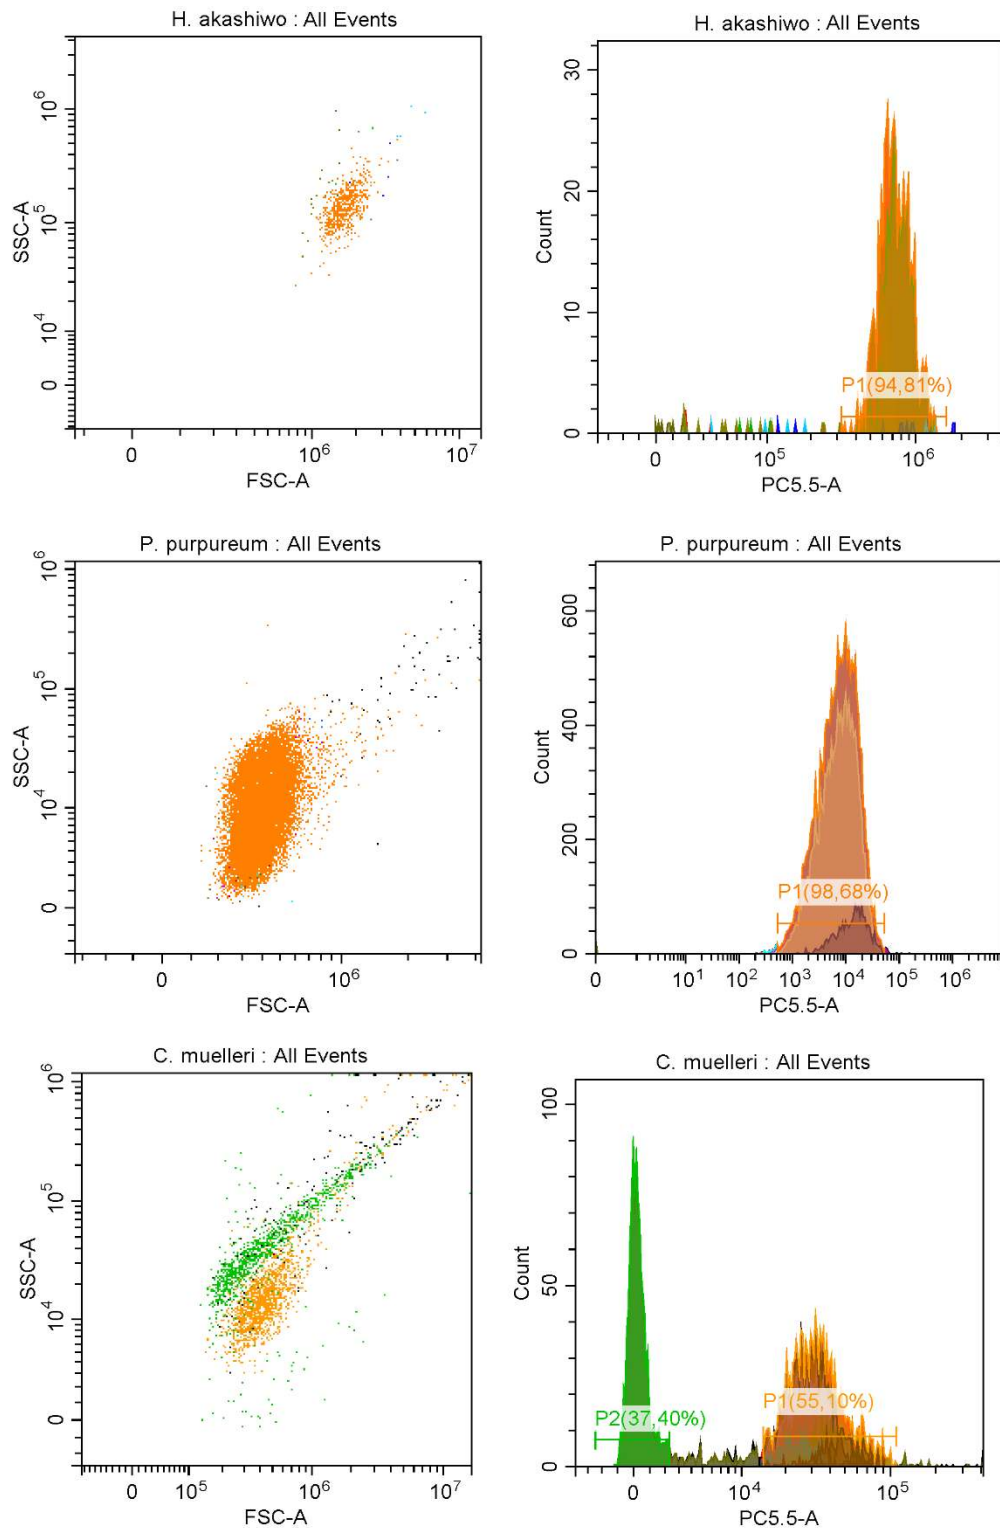 H. akashiwo : All Events
10^6
10^5
10^4
0
SSC-A
0
10^6
10^7
FSC-A
H. akashiwo : All Events
30
20
10
0
Count
P1(94,81%)
0
10^5
10^6
PC5.5-A
P. purpureum : All Events
10^6
10^5
10^4
0
SSC-A
0
10^6
FSC-A
P. purpureum : All Events
600
400
200
0
Count
P1(98,68%)
0
10^1
10^2
10^3
10^4
10^5
10^6
PC5.5-A
C. muelleri : All Events
10^6
10^5
10^4
0
SSC-A
0
10^5
10^6
10^7
FSC-A
C. muelleri : All Events
100
50
0
Count
P2(37,40%)
P1(55,10%)
0
10^4
10^5
PC5.5-A